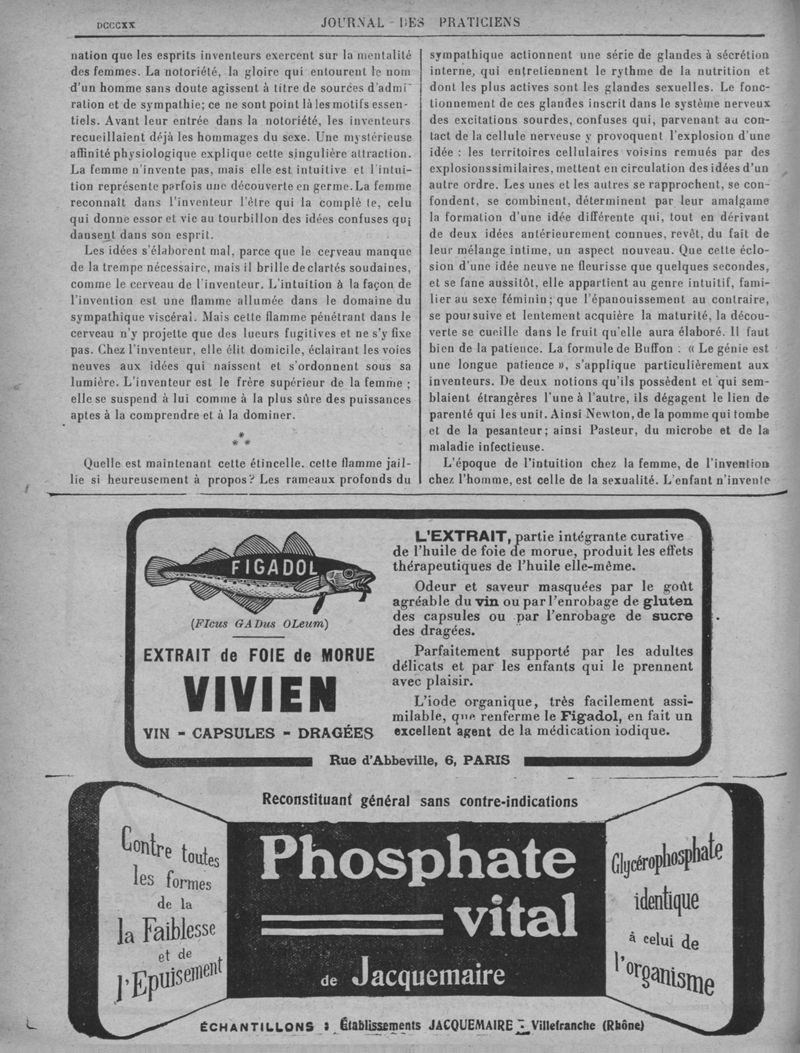 DCCCXX
JOURNAL DES PRATICIENS
nation que les esprits inventeurs exercent sur la mentalité
des femmes. La notoriété, la gloire qui entourent le nom
d'un homme sans doute agissent à titre de sources d'admi-
ration et de sympathie; ce ne sont point là les motifs essen-
tiels. Avant leur entrée dans la notoriété, les inventeurs
recueillaient déjà les hommages du sexe. Une mystérieuse
affinité physiologique explique cette singulière attraction.
La femme n'invente pas, mais elle est intuitive et l'intui-
tion représente parfois une découverte en germe. La femme
reconnaît dans l'inventeur l'être qui la complè te, celui
qui donne essor et vie au tourbillon des idées confuses qui
dansent dans son esprit.
Les idées s'élaborent mal, parce que le cerveau manque
de la trempe nécessaire, mais il brille de clartés soudaines,
comme le cerveau de l'inventeur. L'intuition à la façon de
l'invention est une flamme allumée dans le domaine du
sympathique viscéral. Mais cette flamme pénétrant dans le
cerveau n'y projette que des lueurs fugitives et ne s'y fixe
pas. Chez l'inventeur, elle élit domicile, éclairant les voies
neuves aux idées qui naissent et s'ordonnent sous sa
lumière. L'inventeur est le frère supérieur de la femme ;
elle se suspend à lui comme à la plus sûre des puissances
aptes à la comprendre et à la dominer.
*
* *
Quelle est maintenant cette étincelle. cette flamme jail-
lie si heureusement à propos? Les rameaux profonds du
sympathique actionnent une série de glandes à sécrétion
interne, qui entretiennent le rythme de la nutrition et
dont les plus actives sont les glandes sexuelles. Le fonc-
tionnement de ces glandes inscrit dans le système nerveux
des excitations sourdes, confuses qui, parvenant au con-
tact de la cellule nerveuse y provoquent l'explosion d'une
idée : les territoires cellulaires voisins remués par des
explosions similaires, mettent en circulation des idées d'un
autre ordre. Les unes et les autres se rapprochent, se con-
fondent, se combinent, déterminent par leur amalgame
la formation d'une idée différente qui, tout en dérivant
de deux idées antérieurement connues, revêt, du fait de
leur mélange intime, un aspect nouveau. Que cette éclo-
sion d'une idée neuve ne fleurisse que quelques secondes,
et se fane aussitôt, elle appartient au genre intuitif, fami-
lier au sexe féminin; que l'épanouissement au contraire,
se poursuive et lentement acquière la maturité, la décou-
verte se cueille dans le fruit qu'elle aura élaboré. Il faut
bien de la patience. La formule de Buffon : « Le génie est
une longue patience », s'applique particulièrement aux
inventeurs. De deux notions qu'ils possèdent et qui sem-
blaient étrangères l'une à l'autre, ils dégagent le lien de
parenté qui les unit. Ainsi Newton, de la pomme qui tombe
et de la pesanteur; ainsi Pasteur, du microbe et de la
maladie infectieuse.
L'époque de l'intuition chez la femme, de l'invention
chez l'homme, est celle de la sexualité. L'enfant n'invente
FIGADOL
(FIcus GADus OLeum)
EXTRAIT de FOIE de MORUE
VIVIEN
VIN - CAPSULES - DRAGÉES
L'EXTRAIT, partie intégrante curative
de l'huile de foie de morue, produit les effets
thérapeutiques de l'huile elle-même.
Odeur et saveur masquées par le goût
agréable du vin ou par l'enrobage de gluten
des capsules ou par l'enrobage de sucre
des dragées.
Parfaitement supporté par les adultes
délicats et par les enfants qui le prennent
avec plaisir.
L'iode organique, très facilement assi-
milable, que renferme le Figadol, en fait un
excellent agent de la médication iodique.
Rue d'Abbeville, 6, PARIS
Reconstituant général sans contre-indications
Contre toutes
les formes
de la
la Faiblesse
et de
l'Epuisement
Phosphate
vital
de Jacquemaire
Glycérophosphate
identique
à celui de
l'organisme
ÉCHANTILLONS : Établissements JACQUEMAIRE - Villefranche (Rhône)